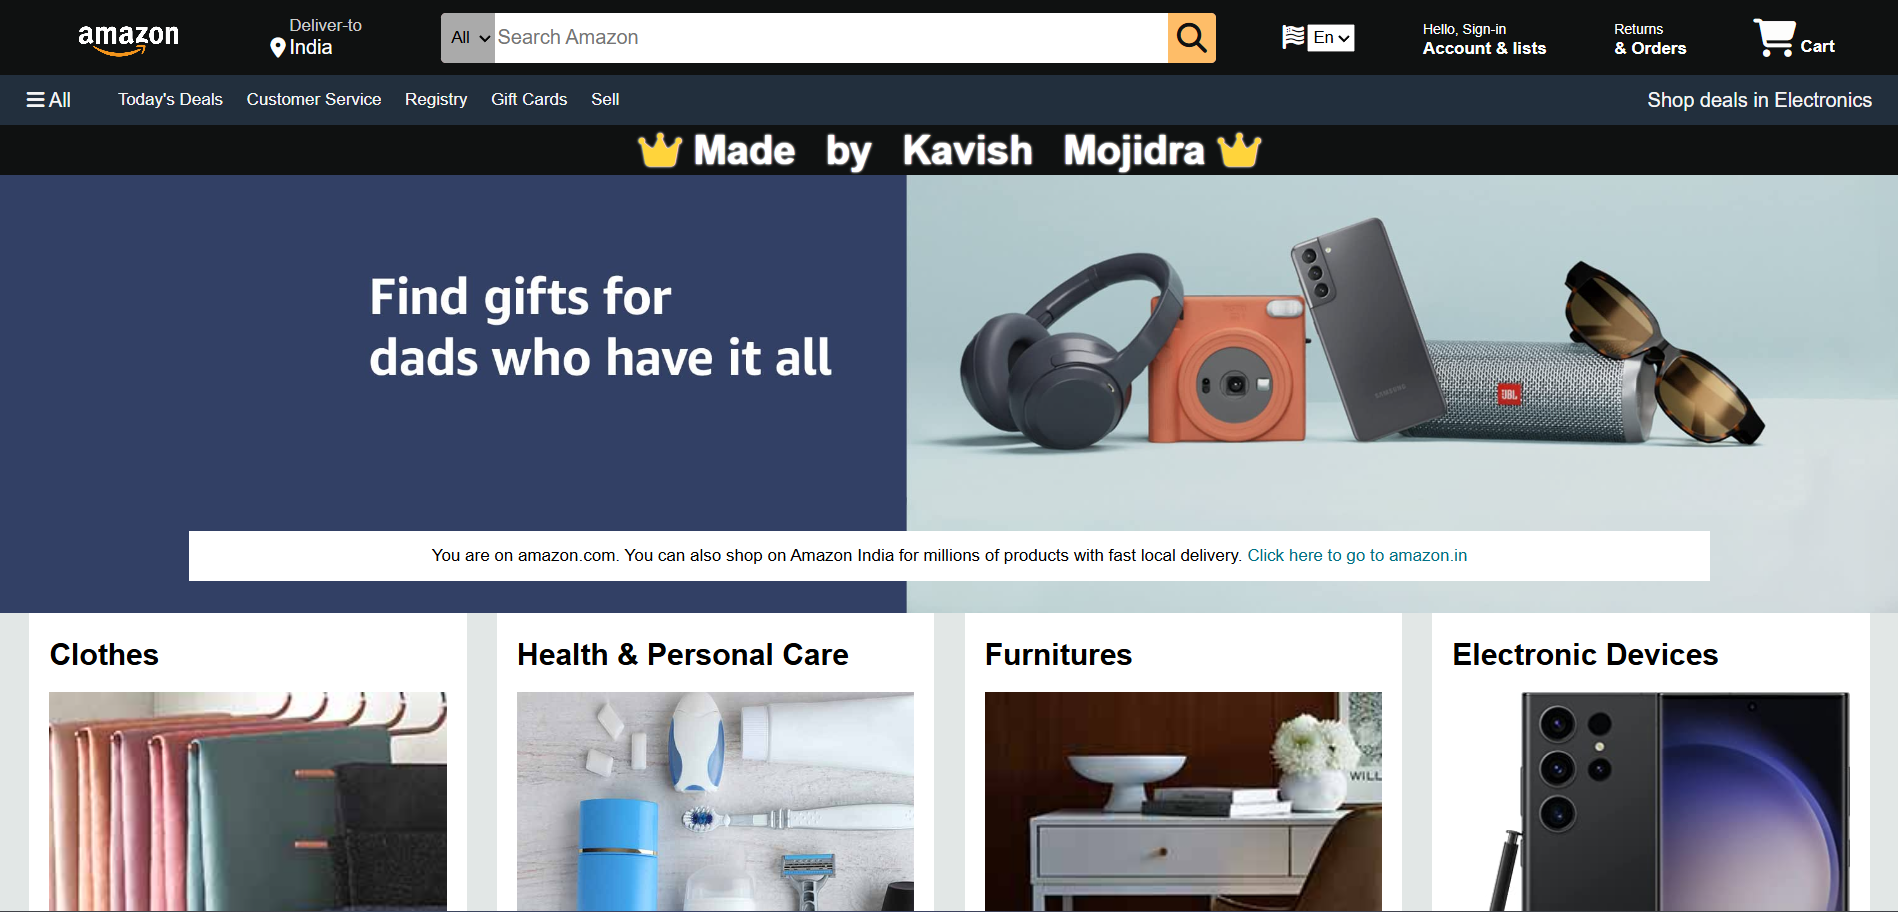 amazon
Deliver-to
India
All
Search Amazon
En
Hello, Sign-in
Account & lists
Returns
& Orders
Cart
All
Today's Deals
Customer Service
Registry
Gift Cards
Sell
Shop deals in Electronics
Made by Kavish Mojidra
Find gifts for
dads who have it all
SAMSUNG
JBL
You are on amazon.com. You can also shop on Amazon India for millions of products with fast local delivery. Click here to go to amazon.in
Clothes
Health & Personal Care
Furnitures
Electronic Devices
WILL